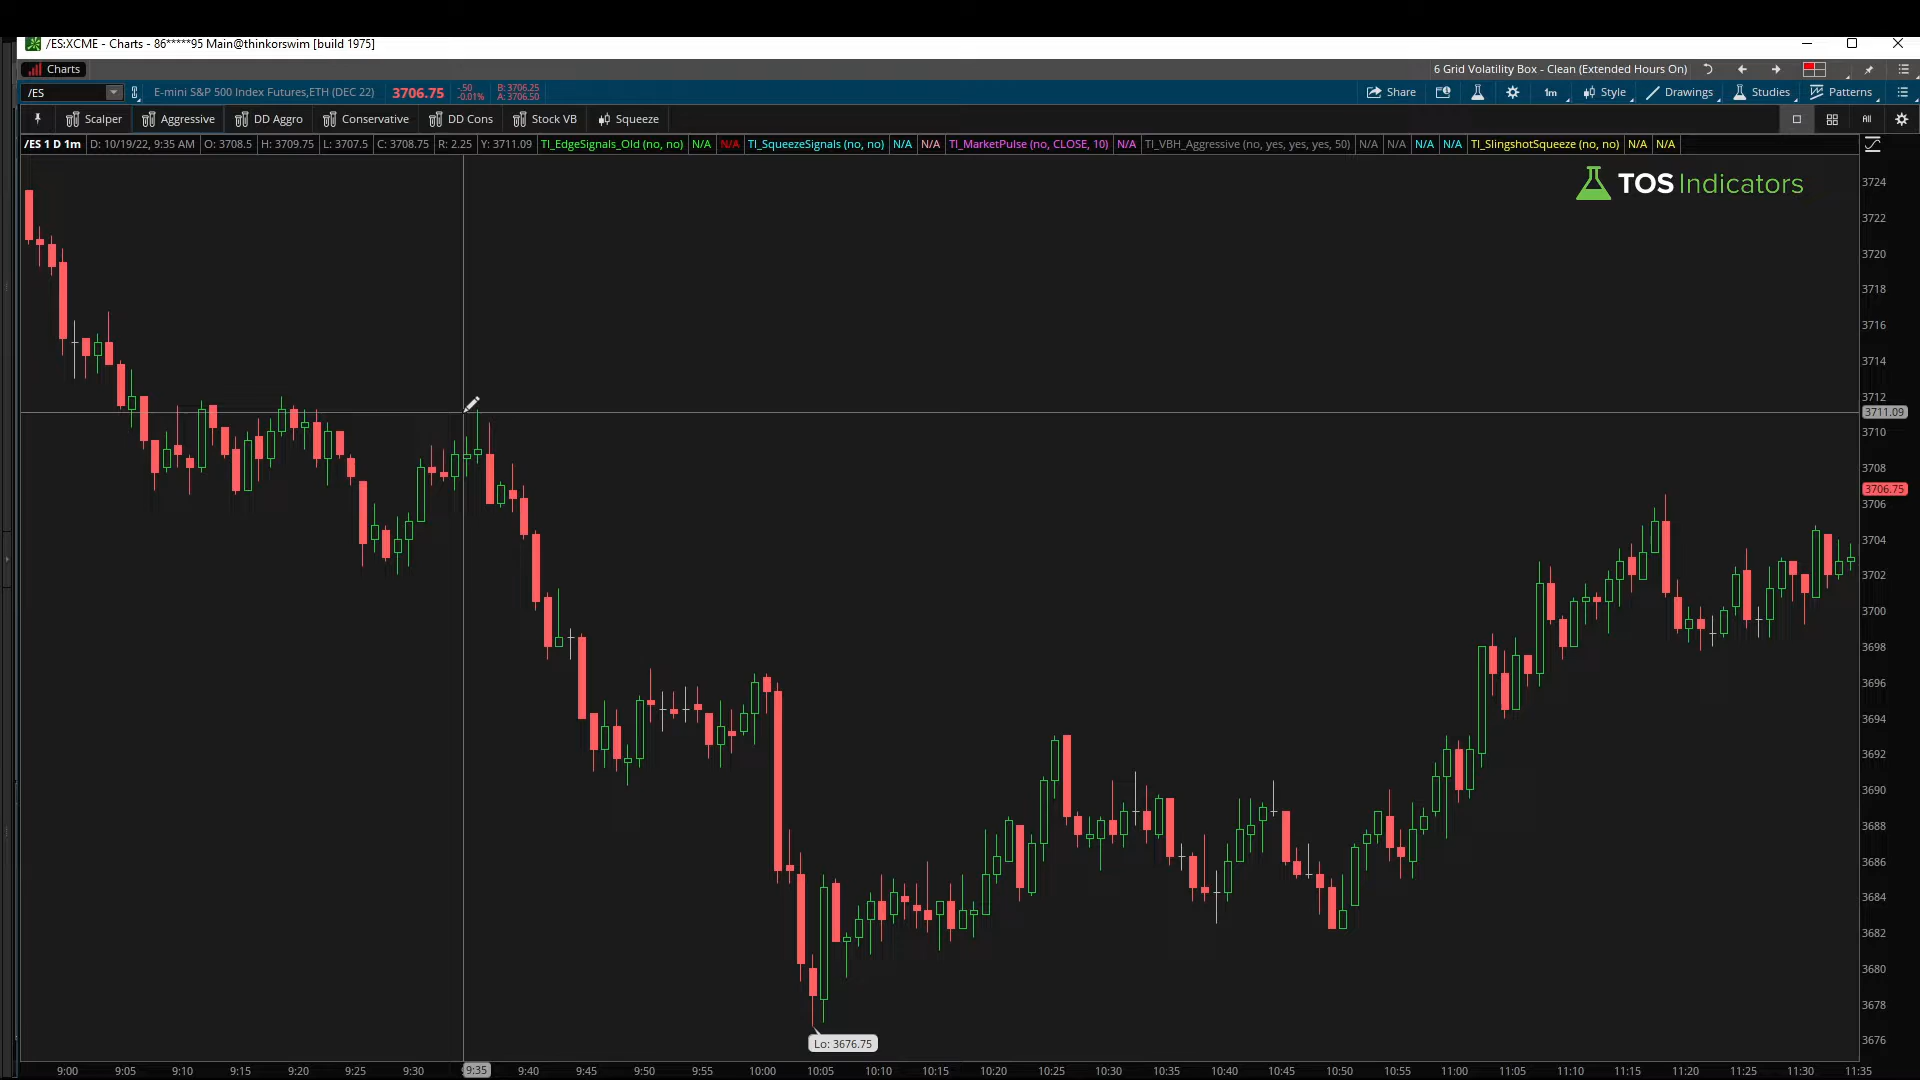 /ES:XCME - Charts - 86*****95 Main@thinkorswim [build 1975]
Charts
6 Grid Volatility Box - Clean (Extended Hours On)
/ES
E-mini S&P 500 Index Futures,ETH (DEC 22)
3706.75
-.50
-0.01%
B: 3706.25
A: 3706.50
Share
1m
Style
Drawings
Studies
Patterns
Scalper
Aggressive
DD Aggro
Conservative
DD Cons
Stock VB
Squeeze
All
/ES 1 D 1m
D: 10/19/22, 9:35 AM
O: 3708.5
H: 3709.75
L: 3707.5
C: 3708.75
R: 2.25
Y: 3711.09
TI_EdgeSignals_Old (no, no)
N/A
N/A
TI_SqueezeSignals (no, no)
N/A
N/A
TI_MarketPulse (no, CLOSE, 10)
N/A
TI_VBH_Aggressive (no, yes, yes, yes, 50)
N/A
N/A
N/A
N/A
TI_SlingshotSqueeze (no, no)
N/A
N/A
TOS Indicators
3724
3722
3720
3718
3716
3714
3712
3711.09
3710
3708
3706.75
3706
3704
3702
3700
3698
3696
3694
3692
3690
3688
3686
3684
3682
3680
3678
3676
Lo: 3676.75
9:00
9:05
9:10
9:15
9:20
9:25
9:30
9:35
9:40
9:45
9:50
9:55
10:00
10:05
10:10
10:15
10:20
10:25
10:30
10:35
10:40
10:45
10:50
10:55
11:00
11:05
11:10
11:15
11:20
11:25
11:30
11:35